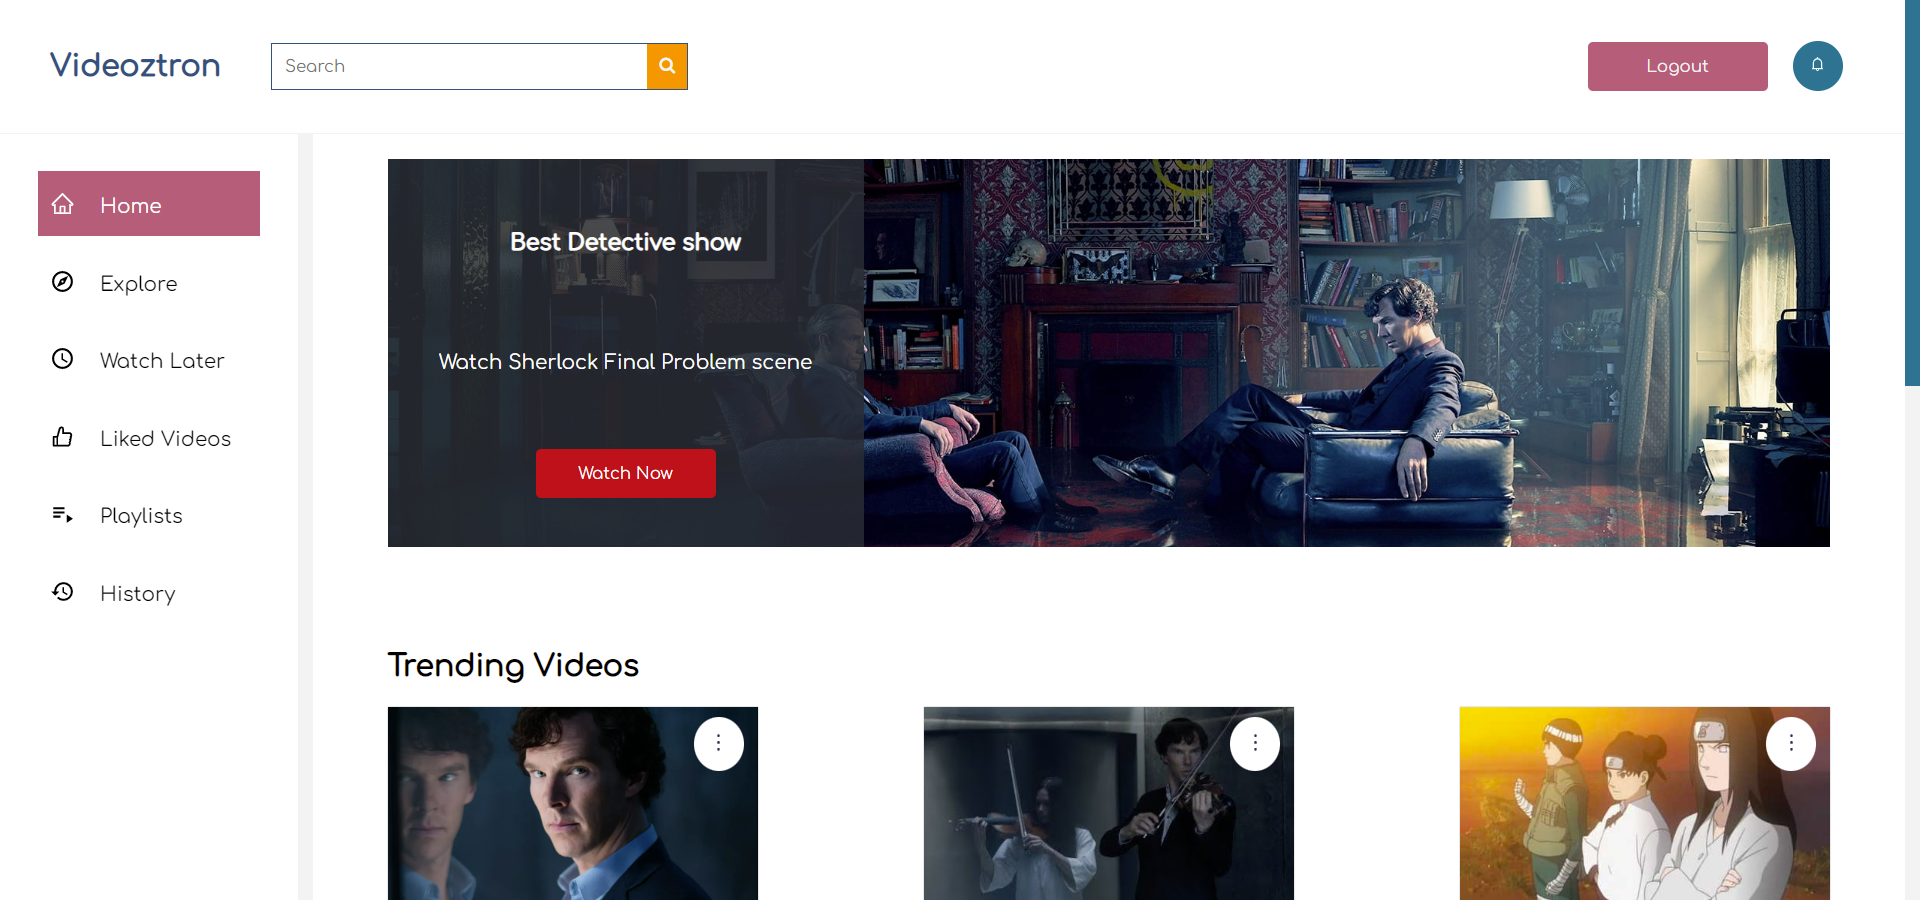 Videoztron
Search
Logout
Home
Explore
Watch Later
Liked Videos
Playlists
History
Best Detective show
Watch Sherlock Final Problem scene
Watch Now
Trending Videos